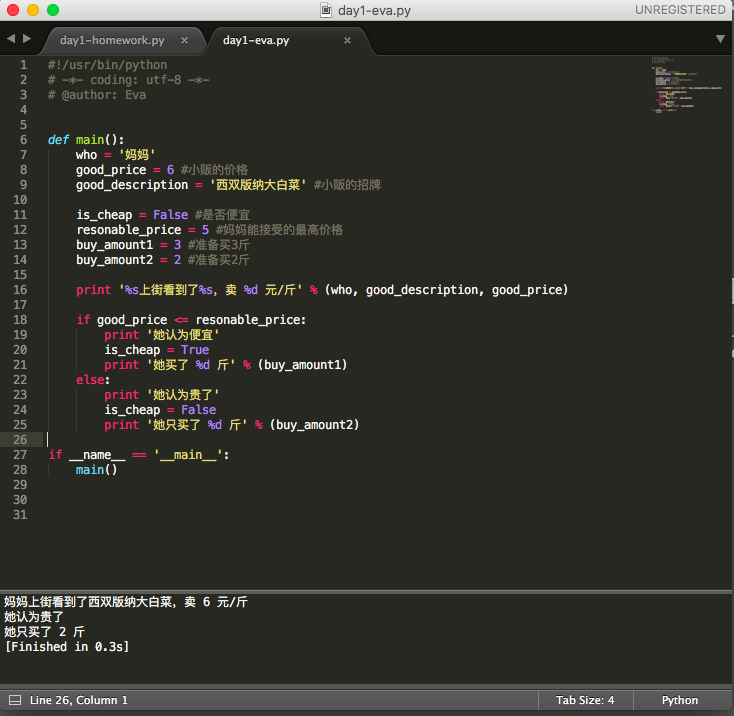 day1-eva.py
UNREGISTERED
day1-homework.py ×
day1-eva.py ×
1 #!/usr/bin/python
2 # -*- coding: utf-8 -*-
3 # @author: Eva
4
5
6 def main():
7 who = '妈妈'
8 good_price = 6 #小贩的价格
9 good_description = '西双版纳大白菜' #小贩的招牌
10
11 is_cheap = False #是否便宜
12 resonable_price = 5 #妈妈能接受的最高价格
13 buy_amount1 = 3 #准备买3斤
14 buy_amount2 = 2 #准备买2斤
15
16 print '%s上街看到了%s，卖 %d 元/斤' % (who, good_description, good_price)
17
18 if good_price <= resonable_price:
19 print '她认为便宜'
20 is_cheap = True
21 print '她买了 %d 斤' % (buy_amount1)
22 else:
23 print '她认为贵了'
24 is_cheap = False
25 print '她只买了 %d 斤' % (buy_amount2)
26
27 if __name__ == '__main__':
28 main()
29
30
31
妈妈上街看到了西双版纳大白菜，卖 6 元/斤
她认为贵了
她只买了 2 斤
[Finished in 0.3s]
Line 26, Column 1
Tab Size: 4
Python